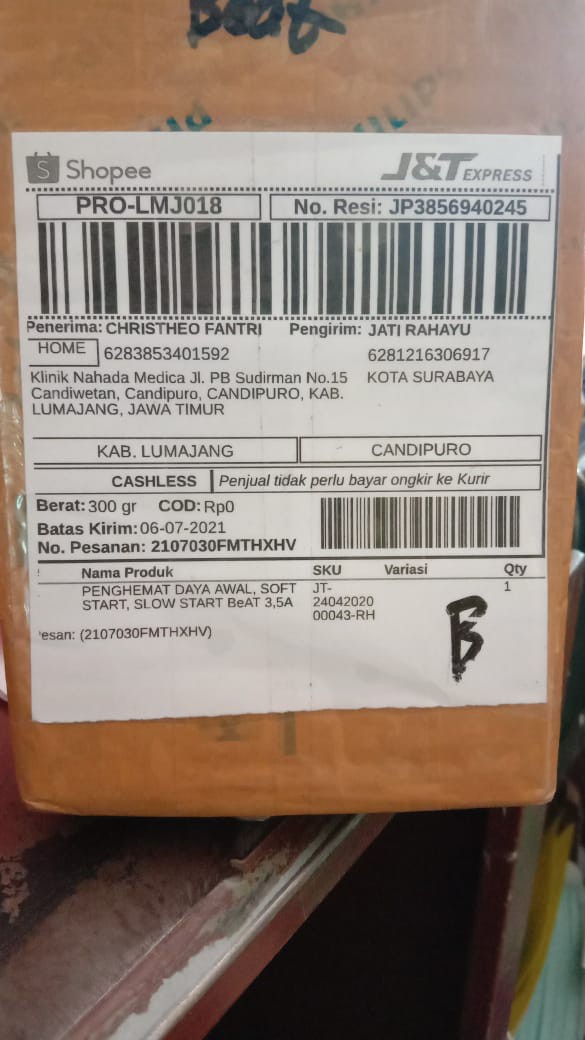 Beat
Shopee
J&T EXPRESS
PRO-LMJ018
No. Resi: JP3856940245
Penerima: CHRISTHEO FANTRI
Pengirim: JATI RAHAYU
HOME
6283853401592
6281216306917
Klinik Nahada Medica Jl. PB Sudirman No.15
KOTA SURABAYA
Candiwetan, Candipuro, CANDIPURO, KAB.
LUMAJANG, JAWA TIMUR
KAB. LUMAJANG
CANDIPURO
CASHLESS
Penjual tidak perlu bayar ongkir ke Kurir
Berat: 300 gr COD: Rp0
Batas Kirim: 06-07-2021
No. Pesanan: 2107030FMTHXHV
Nama Produk SKU Variasi Qty
PENGHEMAT DAYA AWAL, SOFT JT- 1
START, SLOW START BeAT 3,5A 24042020
00043-RH
esan: (2107030FMTHXHV)
B